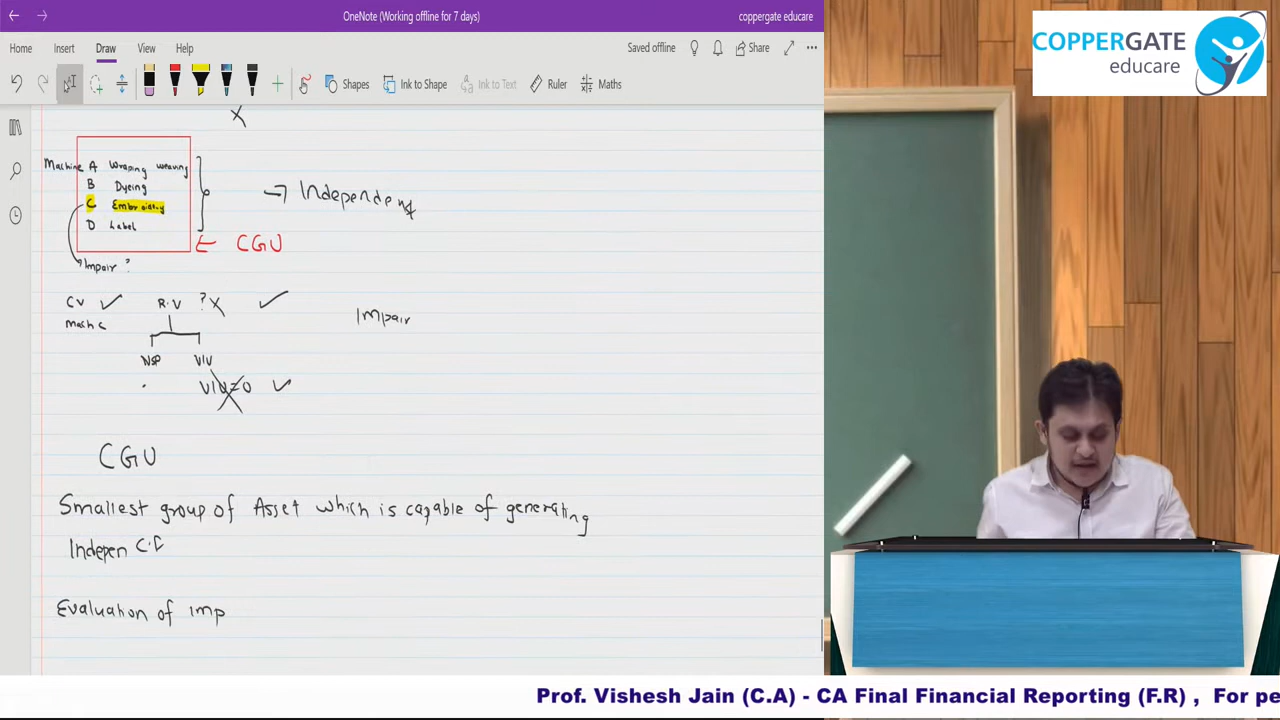 OneNote (Working offline for 7 days)
coppergate educare
Home Insert Draw View Help
Saved offline
Share
Shapes
Ink to Shape
Ink to Text
Ruler
Maths
COPPERGATE
educare
X
Machine A Wraping weaving
B Dyeing
C Embroidary
D Label
→ Independent
← CGU
Impair ?
CV ✓ R.V ? X ✓
Mach c
Impair
NSP VIU
VIU=0 ✓
CGU
Smallest group of Asset which is capable of generating
Indepen C.F
Evaluation of imp
Prof. Vishesh Jain (C.A) - CA Final Financial Reporting (F.R) , For pe